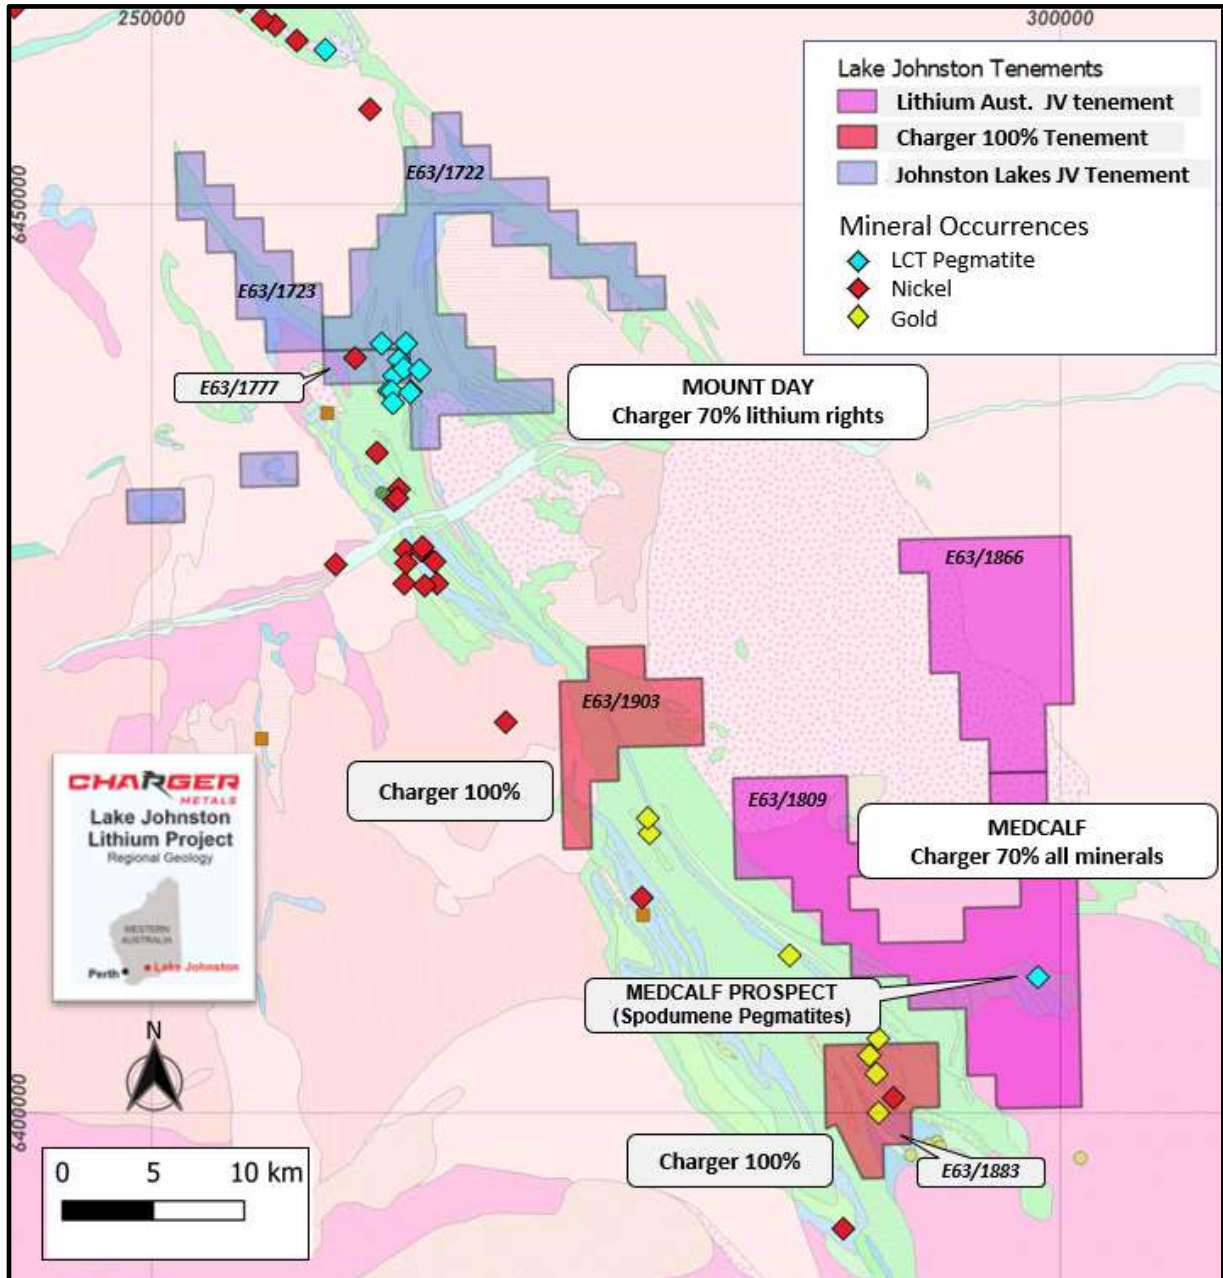 250000
300000
6450000
6400000
Lake Johnston Tenements
Lithium Aust. JV tenement
Charger 100% Tenement
Johnston Lakes JV Tenement
Mineral Occurrences
LCT Pegmatite
Nickel
Gold
E63/1722
E63/1723
E63/1777
MOUNT DAY
Charger 70% lithium rights
E63/1866
E63/1903
Charger 100%
E63/1809
MEDCALF
Charger 70% all minerals
CHARGER
METALS
Lake Johnston
Lithium Project
Regional Geology
WESTERN
AUSTRALIA
Perth
Lake Johnston
MEDCALF PROSPECT
(Spodumene Pegmatites)
N
0 5 10 km
Charger 100%
E63/1883